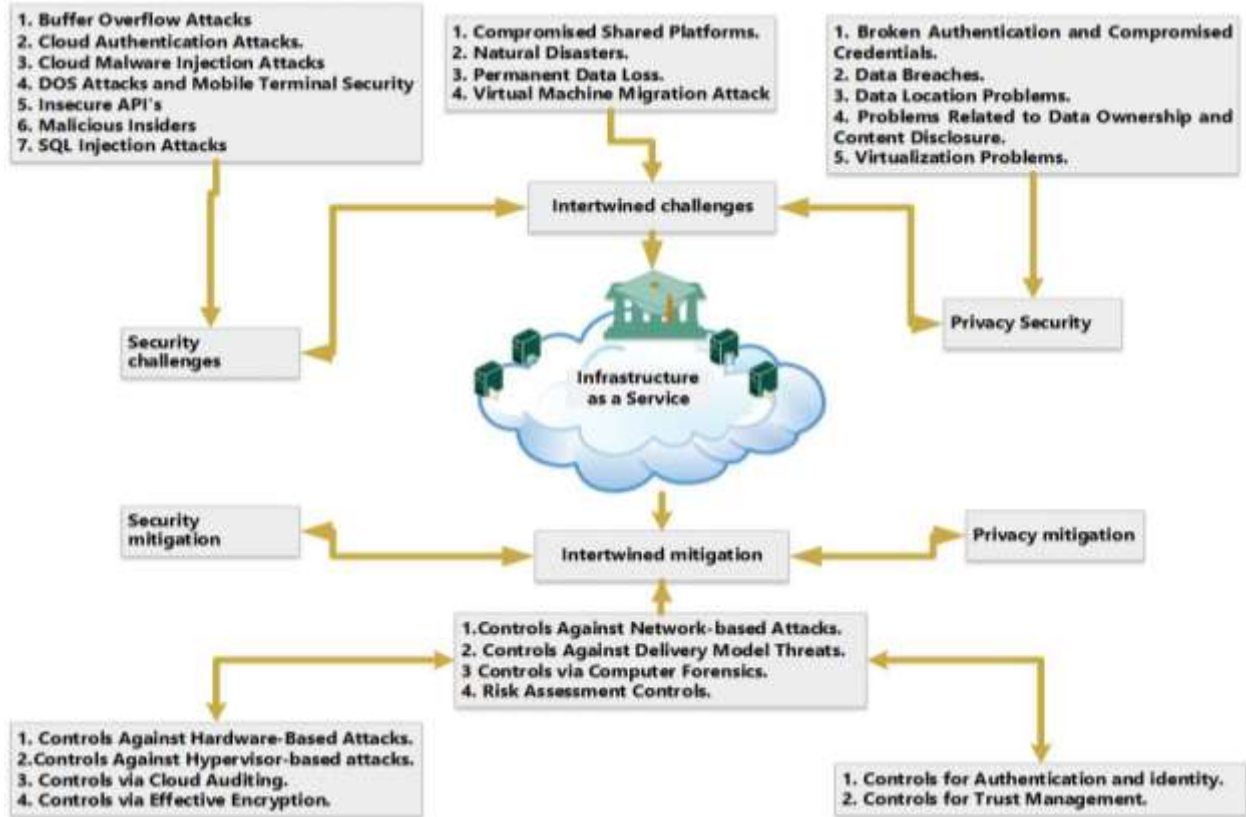 1. Buffer Overflow Attacks
2. Cloud Authentication Attacks.
3. Cloud Malware Injection Attacks
4. DOS Attacks and Mobile Terminal Security
5. Insecure API's
6. Malicious Insiders
7. SQL Injection Attacks
1. Compromised Shared Platforms.
2. Natural Disasters.
3. Permanent Data Loss.
4. Virtual Machine Migration Attack
1. Broken Authentication and Compromised
Credentials.
2. Data Breaches.
3. Data Location Problems.
4. Problems Related to Data Ownership and
Content Disclosure.
5. Virtualization Problems.
Intertwined challenges
Security
challenges
Privacy Security
Infrastructure
as a Service
Security
mitigation
Intertwined mitigation
Privacy mitigation
1.Controls Against Network-based Attacks.
2. Controls Against Delivery Model Threats.
3 Controls via Computer Forensics.
4. Risk Assessment Controls.
1. Controls Against Hardware-Based Attacks.
2.Controls Against Hypervisor-based attacks.
3. Controls via Cloud Auditing.
4. Controls via Effective Encryption.
1. Controls for Authentication and identity.
2. Controls for Trust Management.